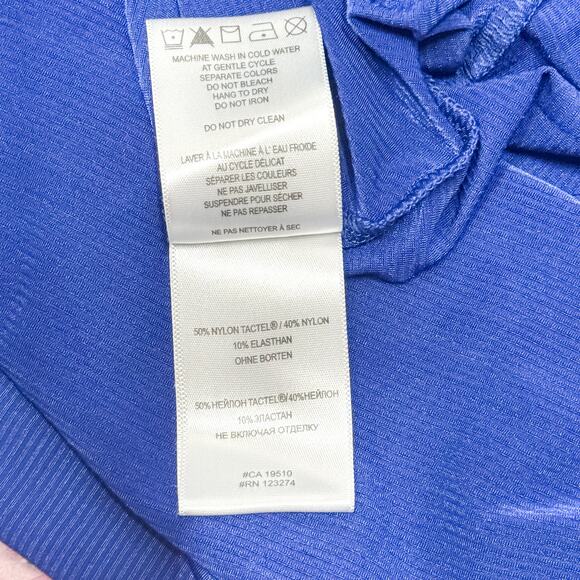 MACHINE WASH IN COLD WATER
AT GENTLE CYCLE
SEPARATE COLORS
DO NOT BLEACH
HANG TO DRY
DO NOT IRON
DO NOT DRY CLEAN
LAVER À LA MACHINE À L' EAU FROIDE
AU CYCLE DÉLICAT
SÉPARER LES COULEURS
NE PAS JAVELLISER
SUSPENDRE POUR SÉCHER
NE PAS REPASSER
NE PAS NETTOYER À SEC
50% NYLON TACTEL® / 40% NYLON
10% ELASTHAN
OHNE BORTEN
50%НЕЙЛОН TACTEL®/40%НЕЙЛОН
10% ЭЛАСТАН
НЕ ВКЛЮЧАЯ ОТДЕЛКУ
#CA 19510
#RN 123274